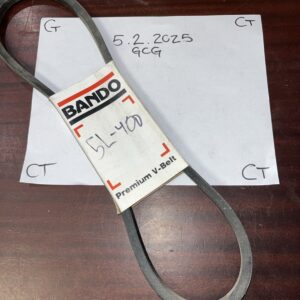 G
CT
5.2.2025
GCG
BANDO
5L-400
Premium V-Belt
CT
CT